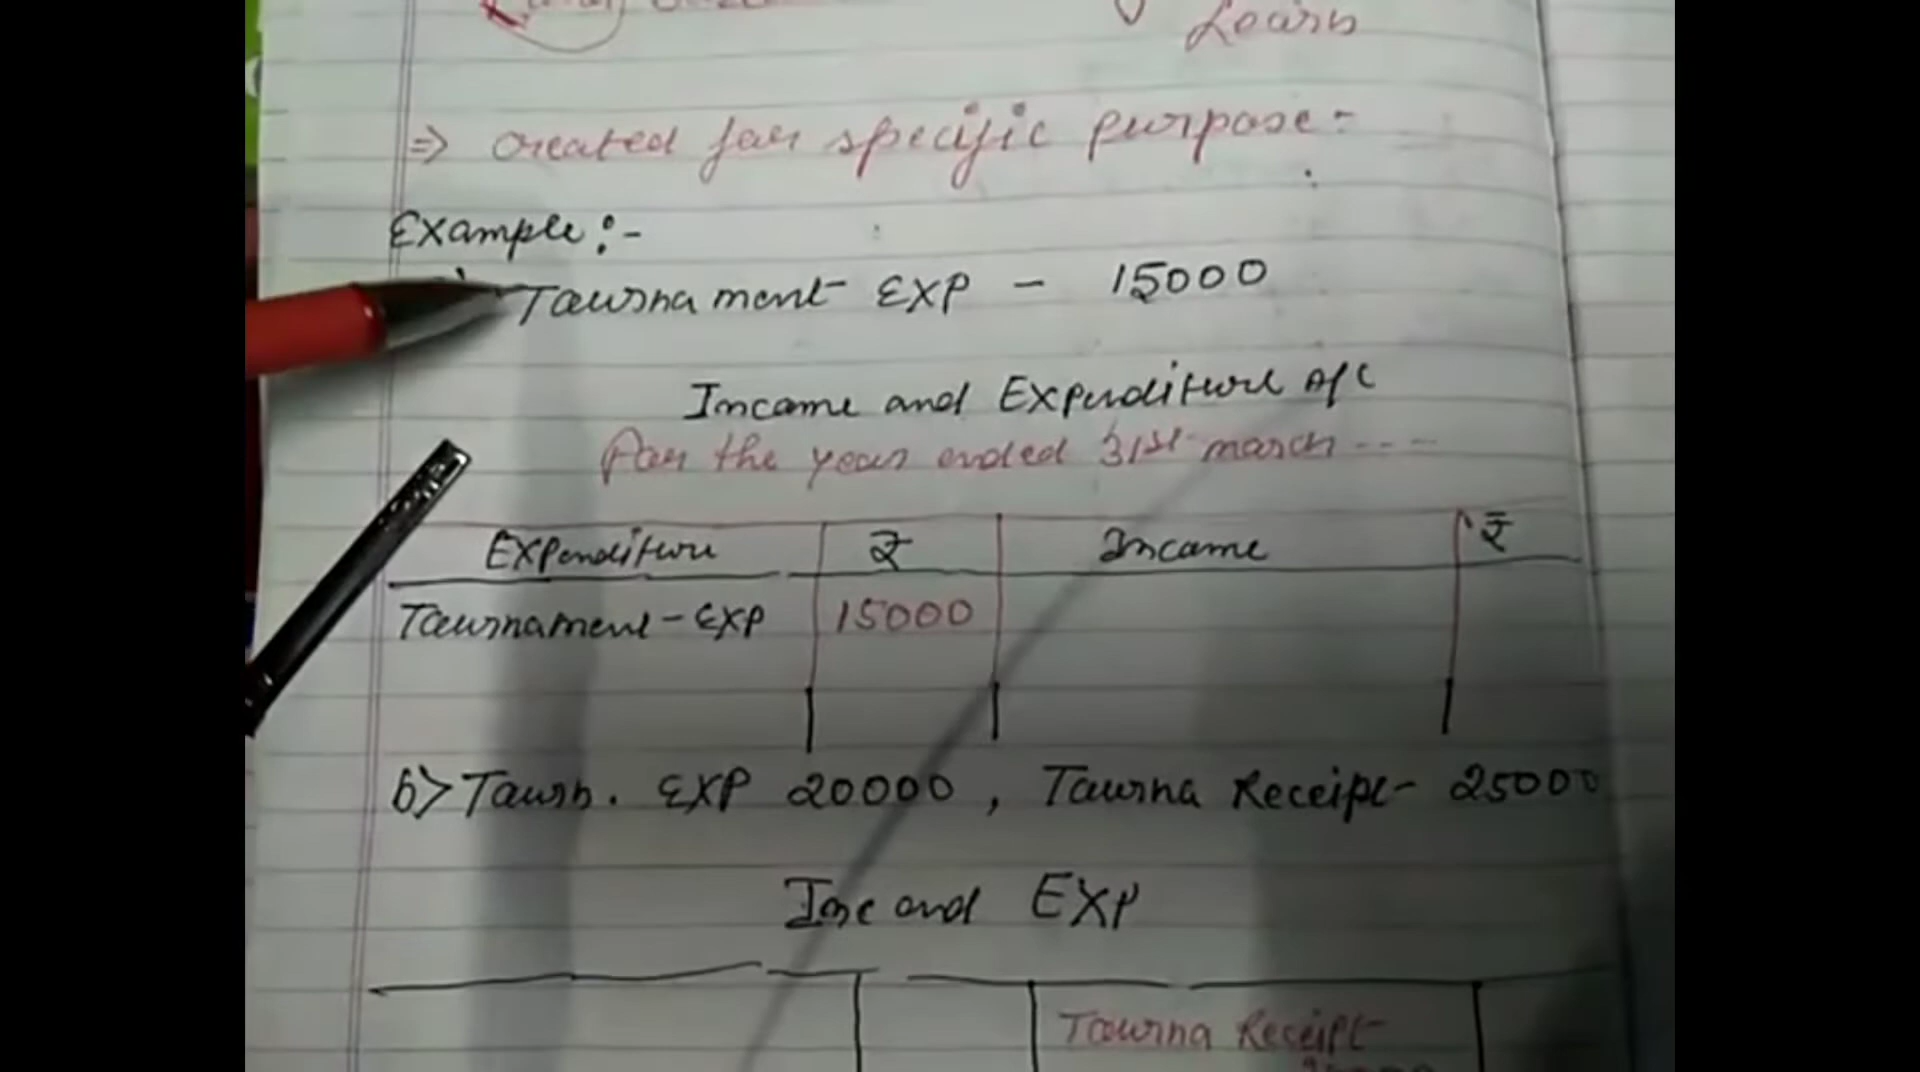 Learn
⇒ Created for specific purpose:-
Example:-
Tournament EXP - 15000
Income and Expenditure A/C
For the year ended 31st march ----
Expenditure ₹ Income ₹
Tournament-EXP 15000
b> Tourn. EXP 20000, Tourna Receipt- 25000
Inc and EXP
Tourna Receipt